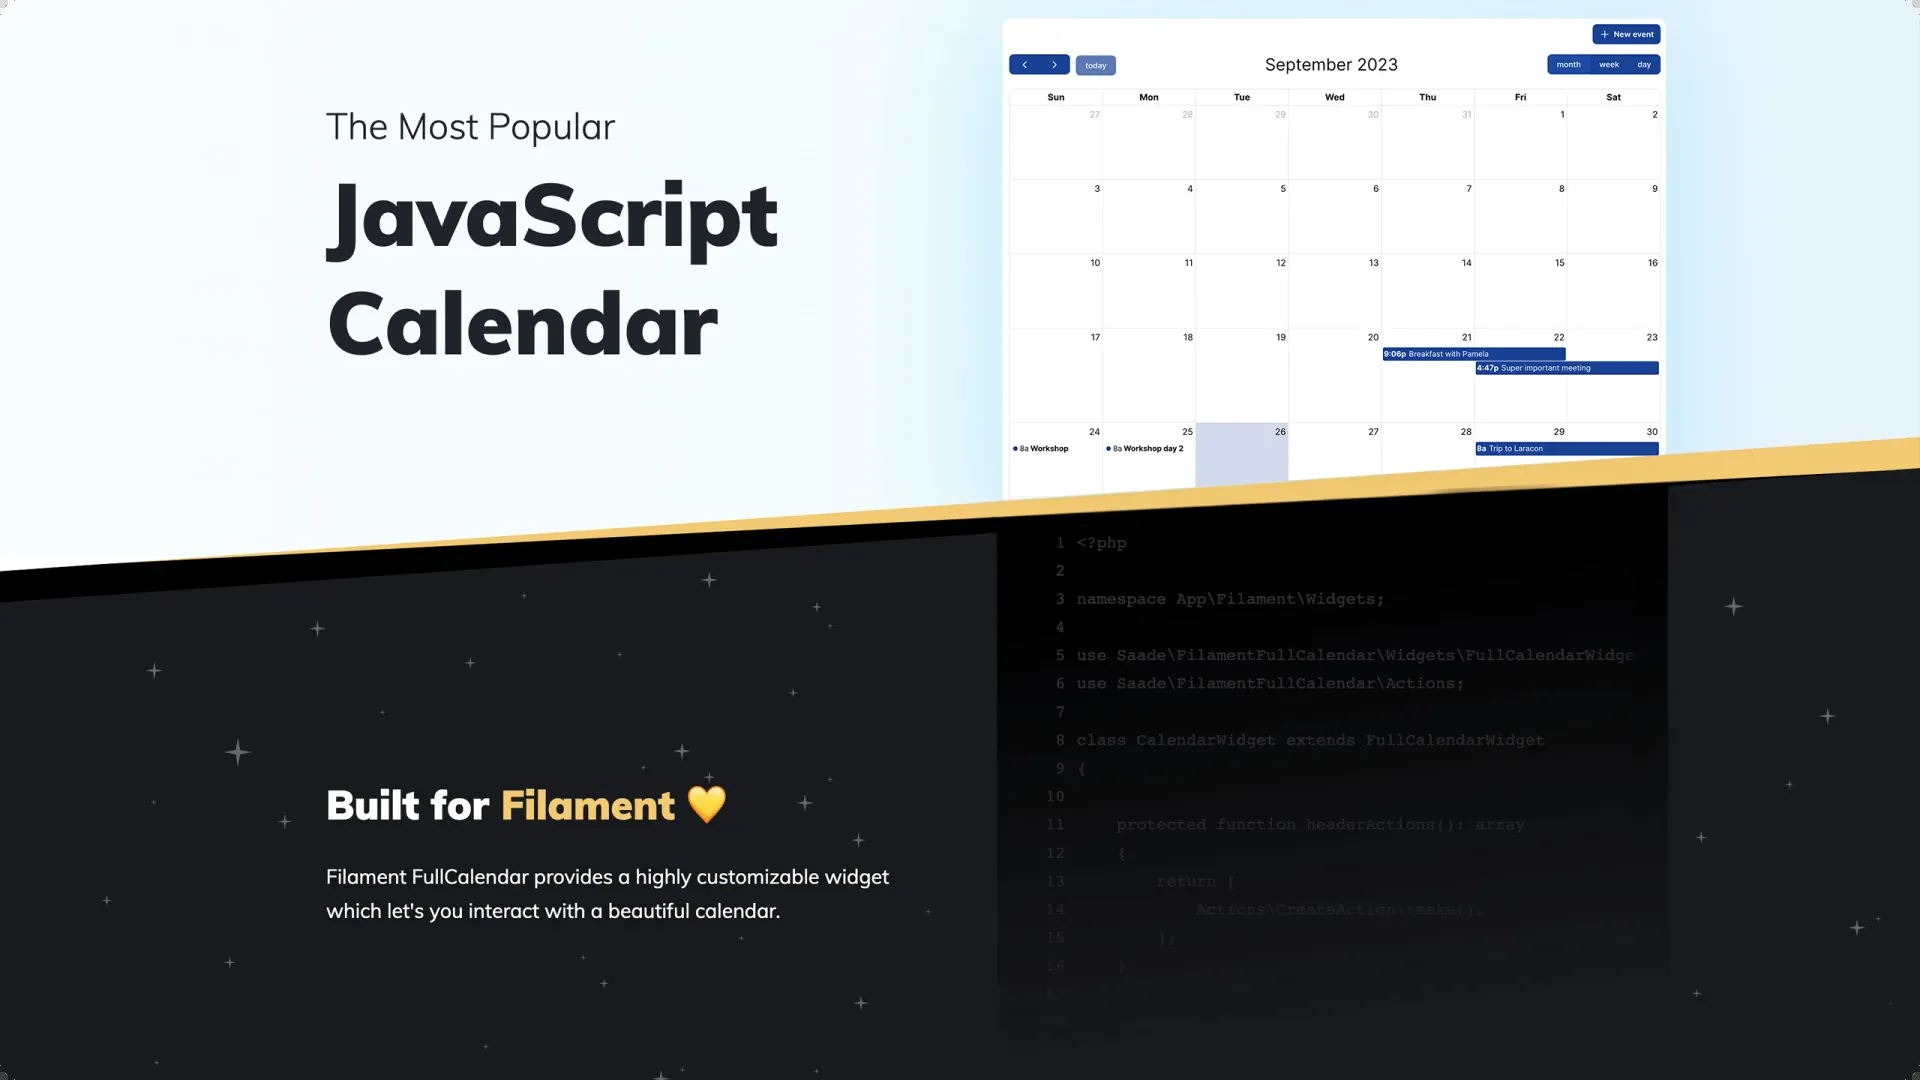 The Most Popular
JavaScript
Calendar
+ New event
< > today
September 2023
month week day
Sun Mon Tue Wed Thu Fri Sat
27 28 29 30 31 1 2
3 4 5 6 7 8 9
10 11 12 13 14 15 16
17 18 19 20 21 22 23
9:06p Breakfast with Pamela
4:47p Super important meeting
24 25 26 27 28 29 30
8a Workshop
8a Workshop day 2
8a Trip to Laracon
Built for Filament 💛
Filament FullCalendar provides a highly customizable widget
which let's you interact with a beautiful calendar.
1 <?php
2
3 namespace App\Filament\Widgets;
4
5 use Saade\FilamentFullCalendar\Widgets\FullCalendarWidge
6 use Saade\FilamentFullCalendar\Actions;
7
8 class CalendarWidget extends FullCalendarWidget
9 {
10
11 protected function headerActions(): array
12 {
13 return [
14 Actions\CreateAction::make(),
15 ];
16 }
17